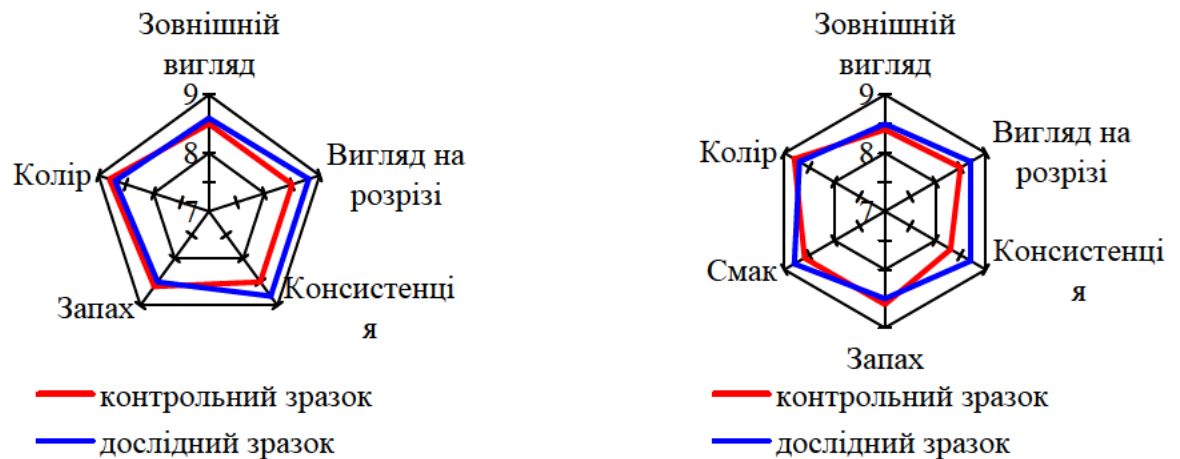 Зовнішній
вигляд
9
8
7
Вигляд на
розрізі
Консистенці
я
Запах
Колір
контрольний зразок
дослідний зразок
Зовнішній
вигляд
9
8
7
Вигляд на
розрізі
Консистенці
я
Запах
Смак
Колір
контрольний зразок
дослідний зразок